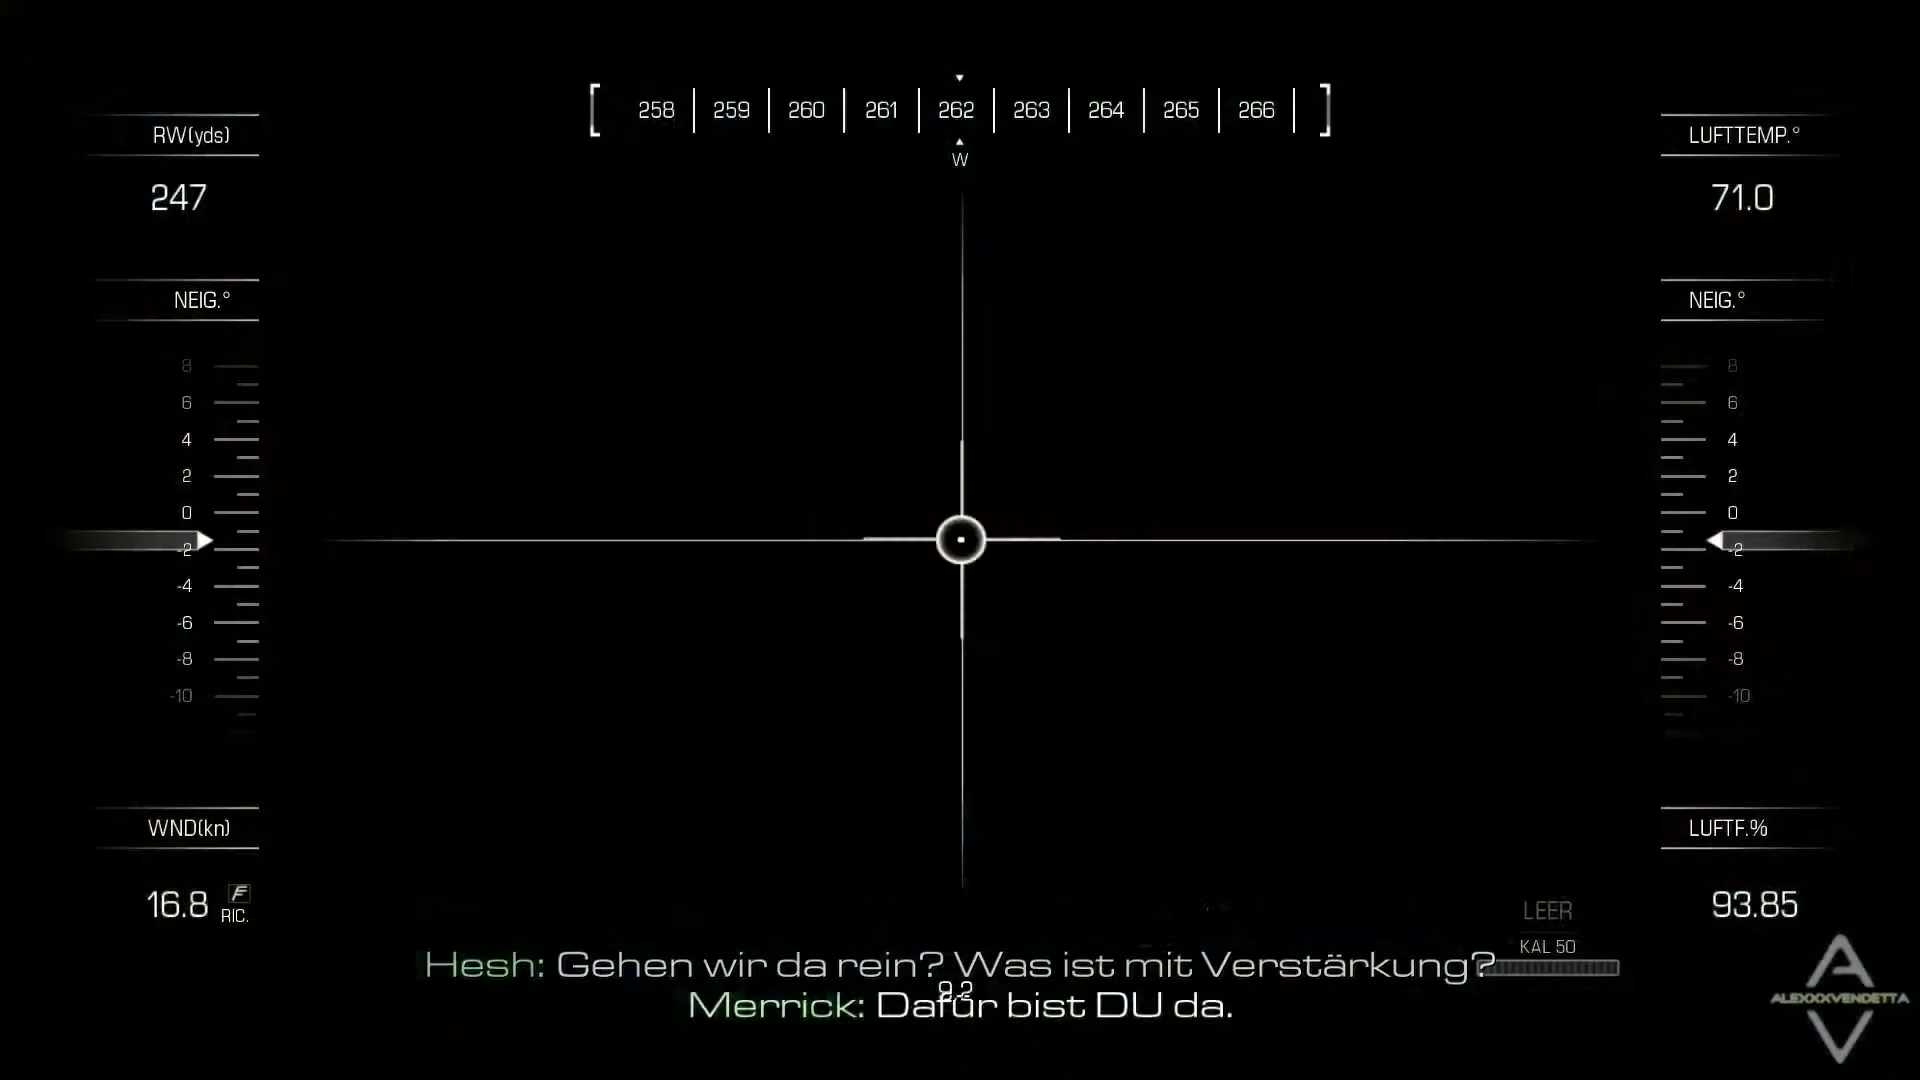 258 259 260 261 262 263 264 265 266
W
RW(yds)
247
NEIG.°
8
6
4
2
0
-2
-4
-6
-8
-10
WND(kn)
16.8 F
RIC.
LUFTTEMP.°
71.0
NEIG.°
8
6
4
2
0
-2
-4
-6
-8
-10
LUFTF.%
93.85
LEER
KAL 50
Hesh: Gehen wir da rein? Was ist mit Verstärkung?
9.2
Merrick: Dafür bist DU da.
A
ALEXXXVENDETTA
V